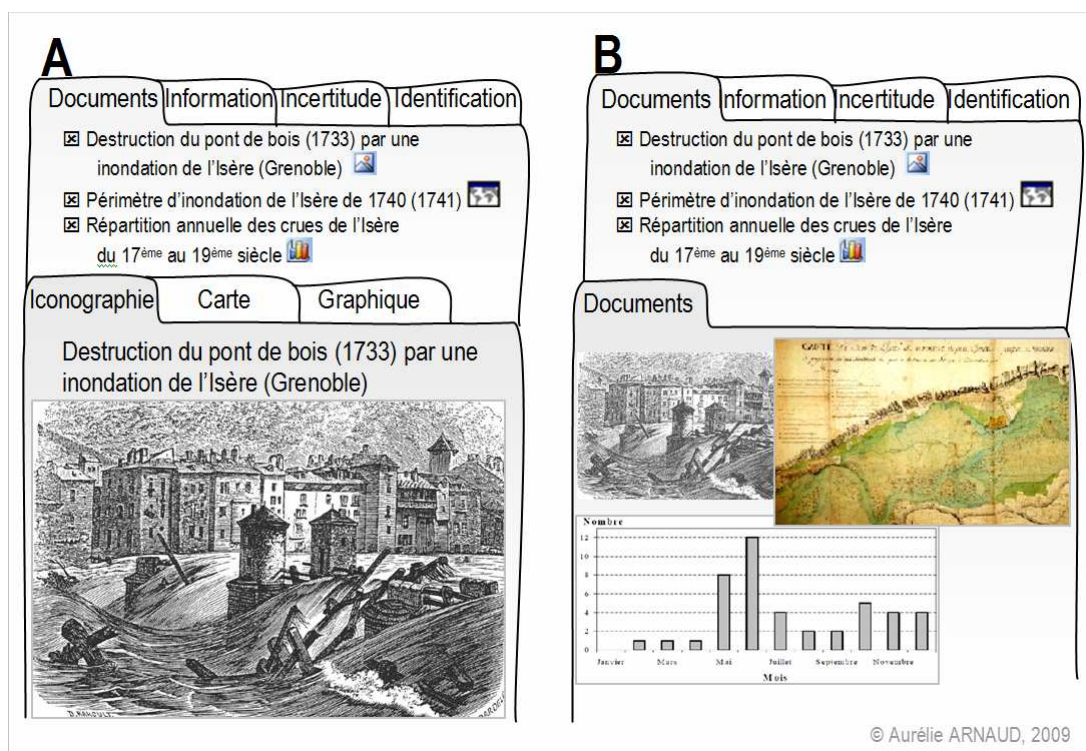 A
Documents Information Incertitude Identification
Destruction du pont de bois (1733) par une
inondation de l'Isère (Grenoble)
Périmètre d'inondation de l'Isère de 1740 (1741)
Répartition annuelle des crues de l'Isère
du 17ème au 19ème siècle
Iconographie Carte Graphique
Destruction du pont de bois (1733) par une
inondation de l'Isère (Grenoble)
D. RAHOULT.
B
Documents Information Incertitude Identification
Destruction du pont de bois (1733) par une
inondation de l'Isère (Grenoble)
Périmètre d'inondation de l'Isère de 1740 (1741)
Répartition annuelle des crues de l'Isère
du 17ème au 19ème siècle
Documents
CARTE
Nombre
12
10
8
6
4
2
0
Janvier Mars Mai Juillet Septembre Novembre
Mois
© Aurélie ARNAUD, 2009